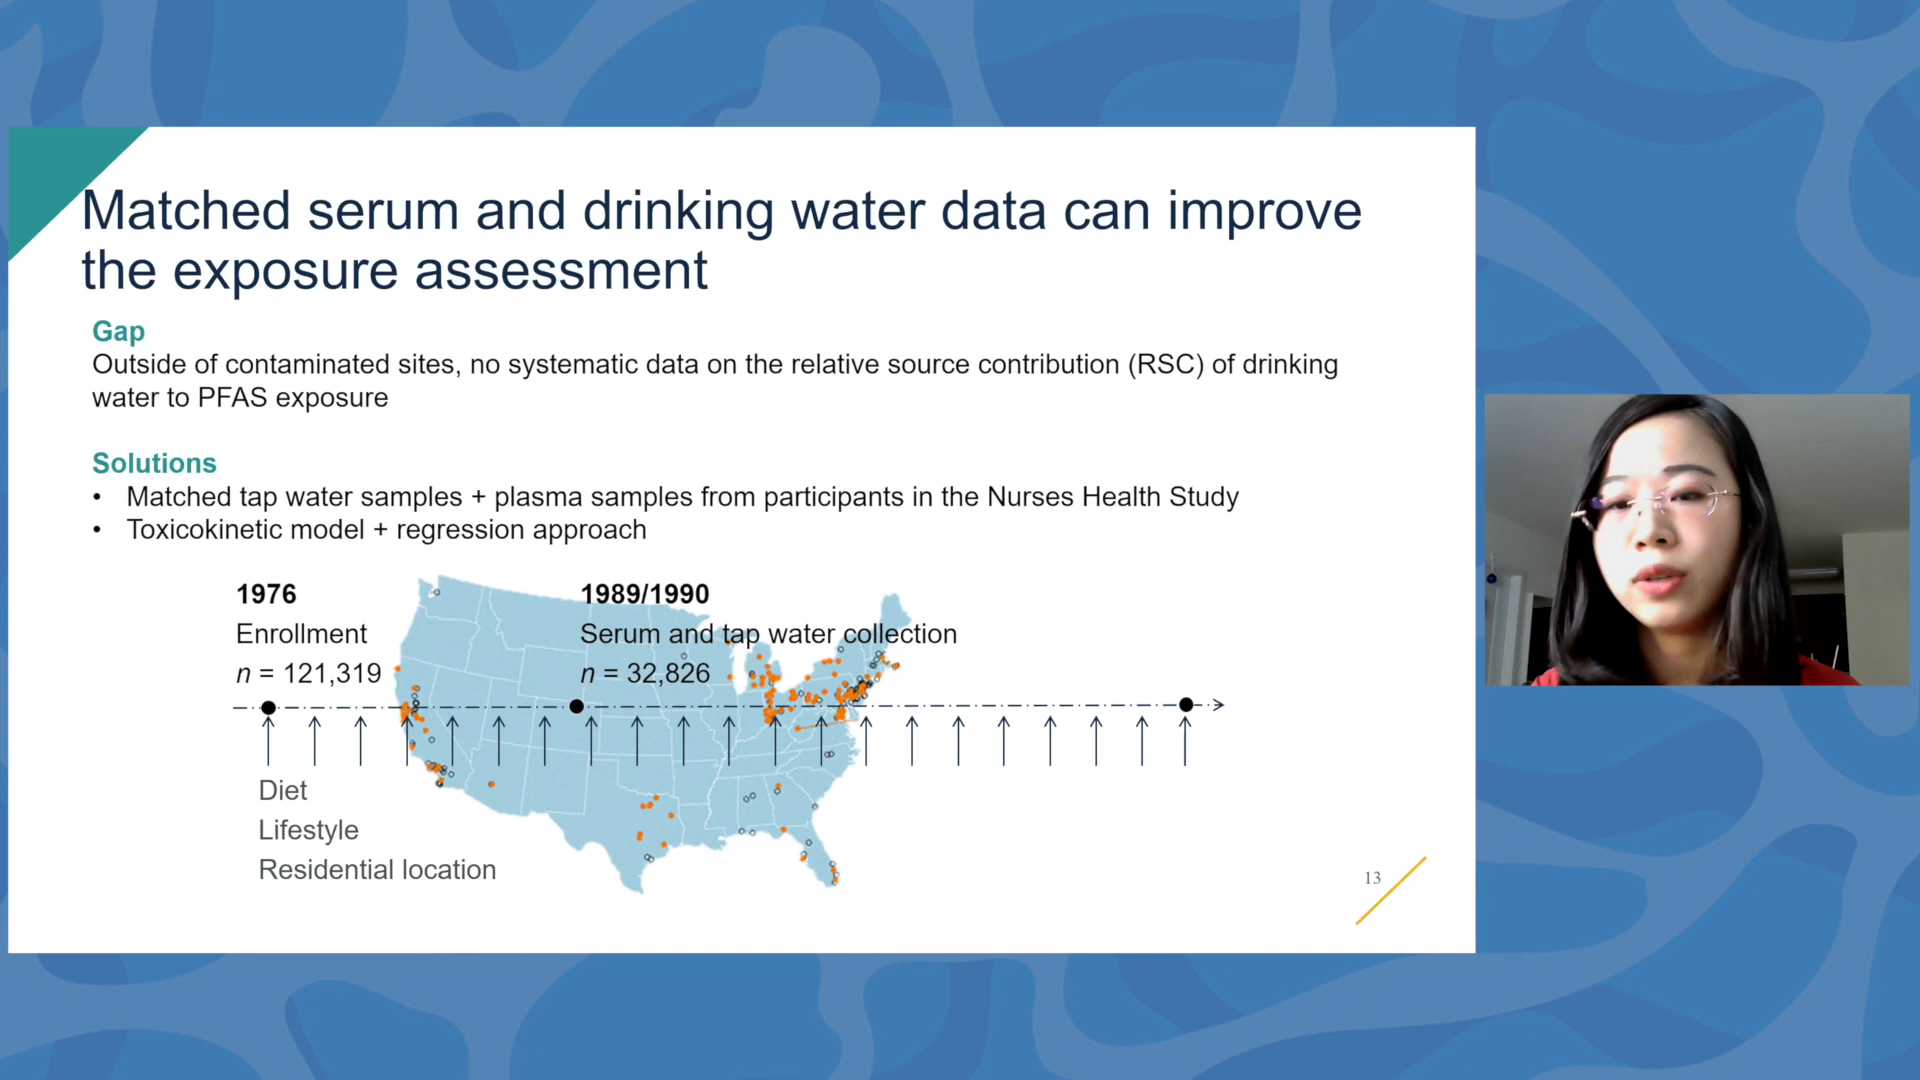 Matched serum and drinking water data can improve
the exposure assessment
Gap
Outside of contaminated sites, no systematic data on the relative source contribution (RSC) of drinking
water to PFAS exposure
Solutions
• Matched tap water samples + plasma samples from participants in the Nurses Health Study
• Toxicokinetic model + regression approach
1976
Enrollment
n = 121,319
1989/1990
Serum and tap water collection
n = 32,826
Diet
Lifestyle
Residential location
13